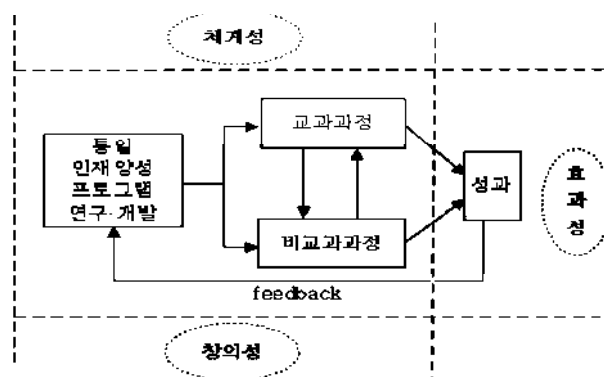 체계성
교과과정
통일
인재양성
프로그램
연구·개발
성과
효
과
성
비교과과정
feedback
창의성